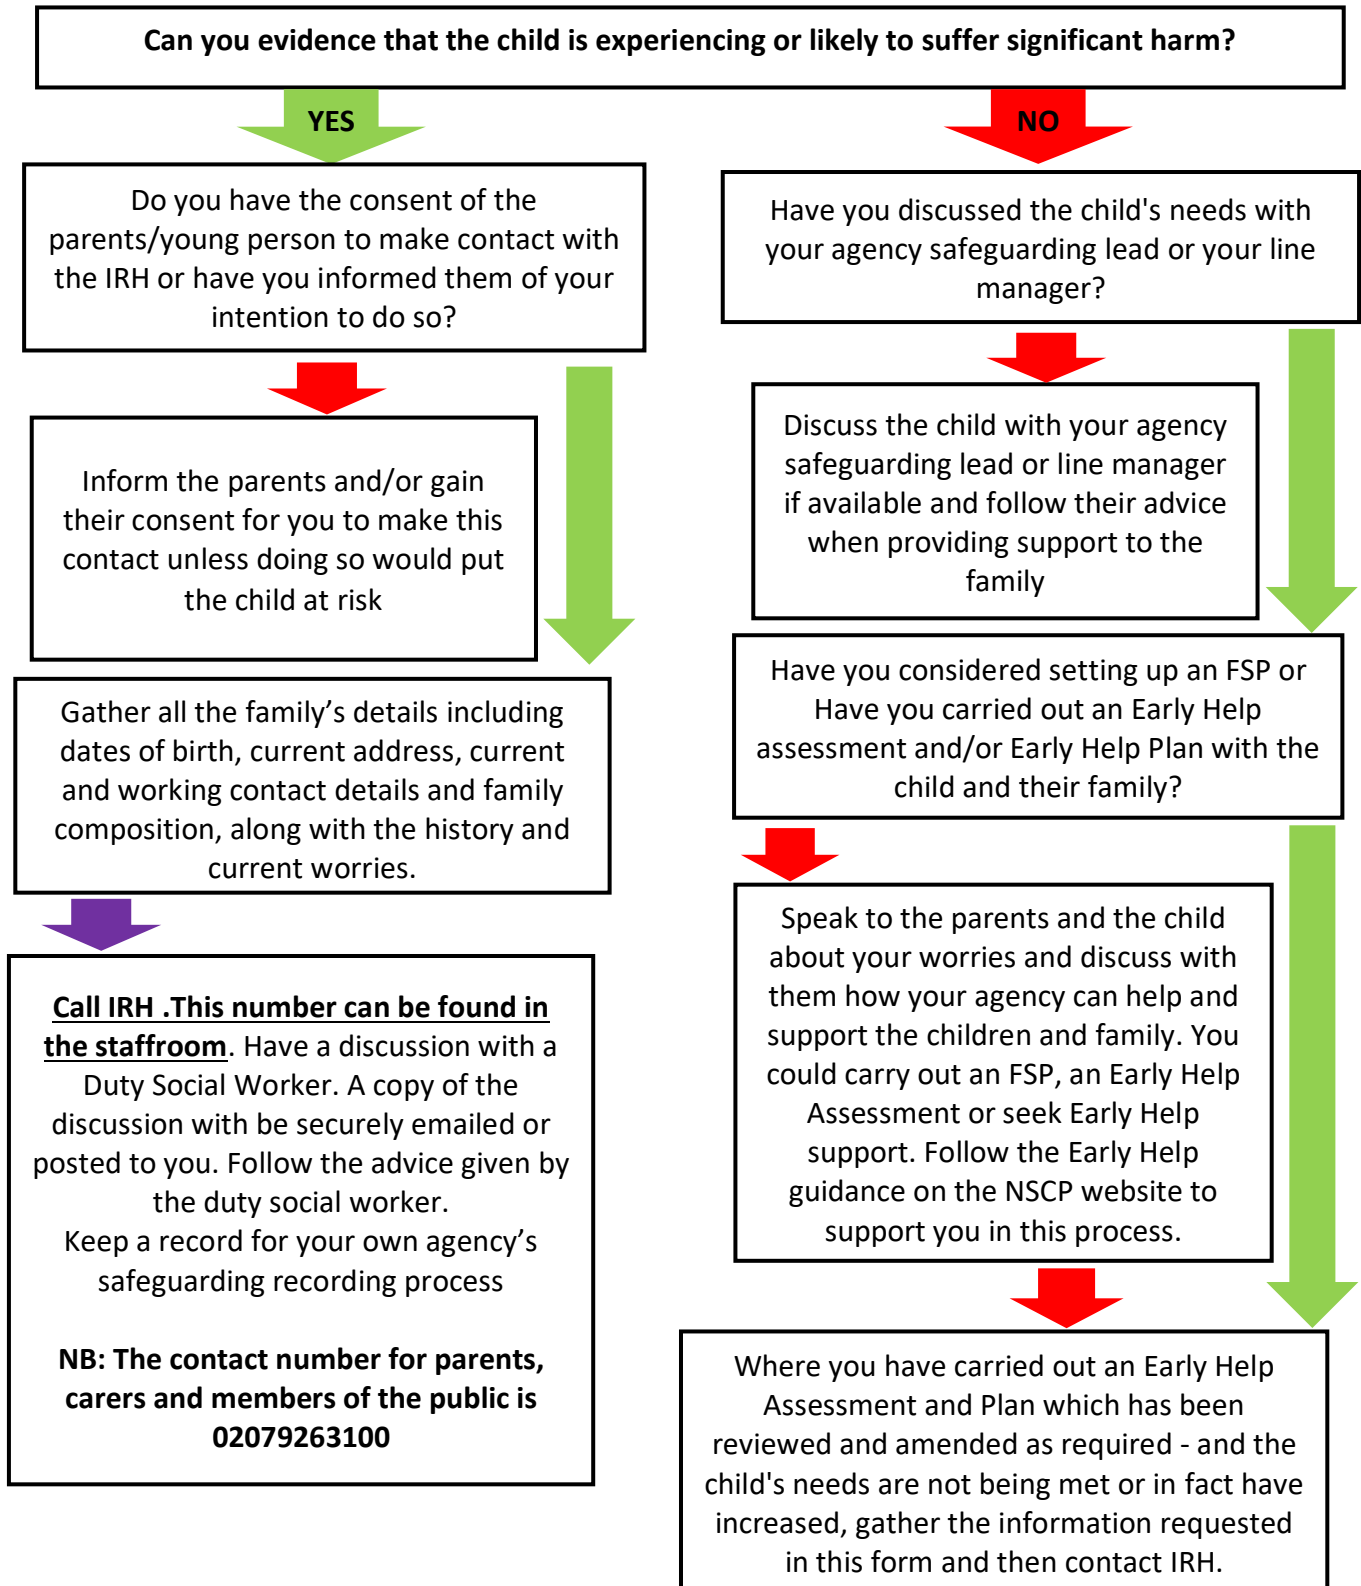 Can you evidence that the child is experiencing or likely to suffer significant harm?
YES
NO
Do you have the consent of the
parents/young person to make contact with
the IRH or have you informed them of your
intention to do so?
Inform the parents and/or gain
their consent for you to make this
contact unless doing so would put
the child at risk
Gather all the family’s details including
dates of birth, current address, current
and working contact details and family
composition, along with the history and
current worries.
Call IRH .This number can be found in
the staffroom. Have a discussion with a
Duty Social Worker. A copy of the
discussion with be securely emailed or
posted to you. Follow the advice given by
the duty social worker.
Keep a record for your own agency’s
safeguarding recording process
NB: The contact number for parents,
carers and members of the public is
02079263100
Have you discussed the child's needs with
your agency safeguarding lead or your line
manager?
Discuss the child with your agency
safeguarding lead or line manager
if available and follow their advice
when providing support to the
family
Have you considered setting up an FSP or
Have you carried out an Early Help
assessment and/or Early Help Plan with the
child and their family?
Speak to the parents and the child
about your worries and discuss with
them how your agency can help and
support the children and family. You
could carry out an FSP, an Early Help
Assessment or seek Early Help
support. Follow the Early Help
guidance on the NSCP website to
support you in this process.
Where you have carried out an Early Help
Assessment and Plan which has been
reviewed and amended as required - and the
child's needs are not being met or in fact have
increased, gather the information requested
in this form and then contact IRH.